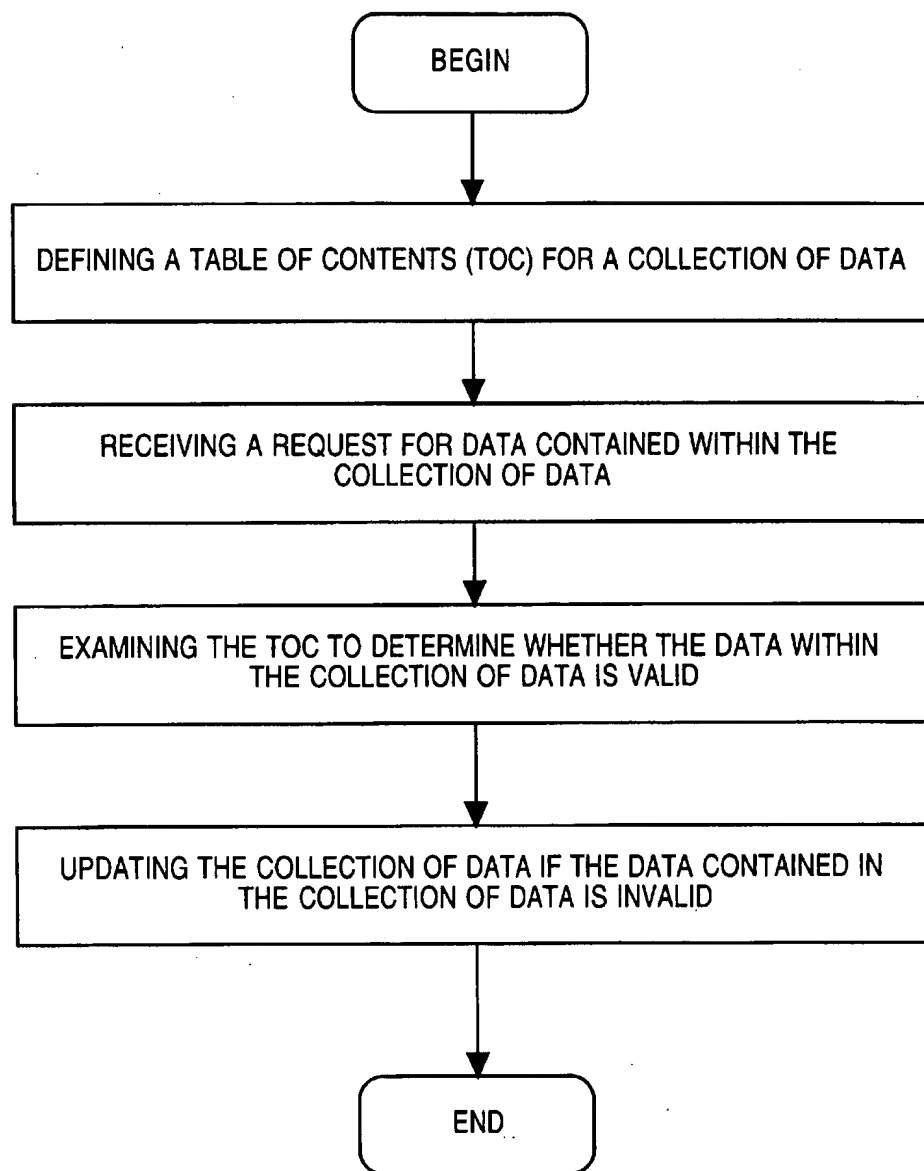 BEGIN
DEFINING A TABLE OF CONTENTS (TOC) FOR A COLLECTION OF DATA
RECEIVING A REQUEST FOR DATA CONTAINED WITHIN THE
COLLECTION OF DATA
EXAMINING THE TOC TO DETERMINE WHETHER THE DATA WITHIN
THE COLLECTION OF DATA IS VALID
UPDATING THE COLLECTION OF DATA IF THE DATA CONTAINED IN
THE COLLECTION OF DATA IS INVALID
END